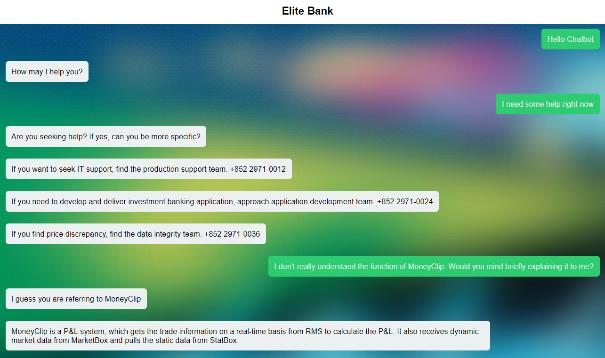 Elite Bank
Hello Chatbot
How may I help you?
I need some help right now
Are you seeking help? If yes, can you be more specific?
If you want to seek IT support, find the production support team. +852 2971 0012
If you need to develop and deliver investment banking application, approach application development team. +852 2971-0024
If you find price discrepancy, find the data integrity team. +852 2971 0036
I don't really understand the function of MoneyClip. Would you mind briefly explaining it to me?
I guess you are referring to MoneyClip
MoneyClip is a P&L system, which gets the trade information on a real-time basis from RMS to calculate the P&L. It also receives dynamic
market data from MarketBox and pulls the static data from StatBox.